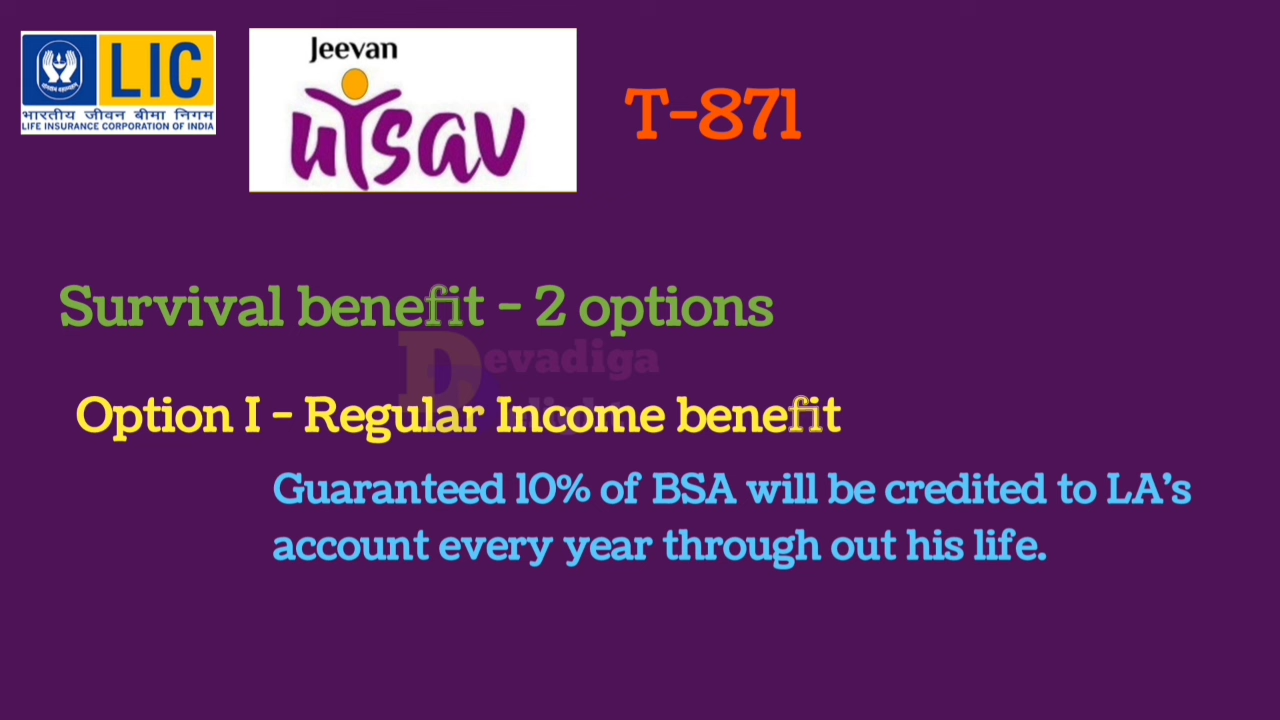 LIC
भारतीय जीवन बीमा निगम
LIFE INSURANCE CORPORATION OF INDIA
Jeevan
utsav
T-871
Survival benefit - 2 options
Devadiga
Option I - Regular Income benefit
Guaranteed 10% of BSA will be credited to LA's
account every year through out his life.